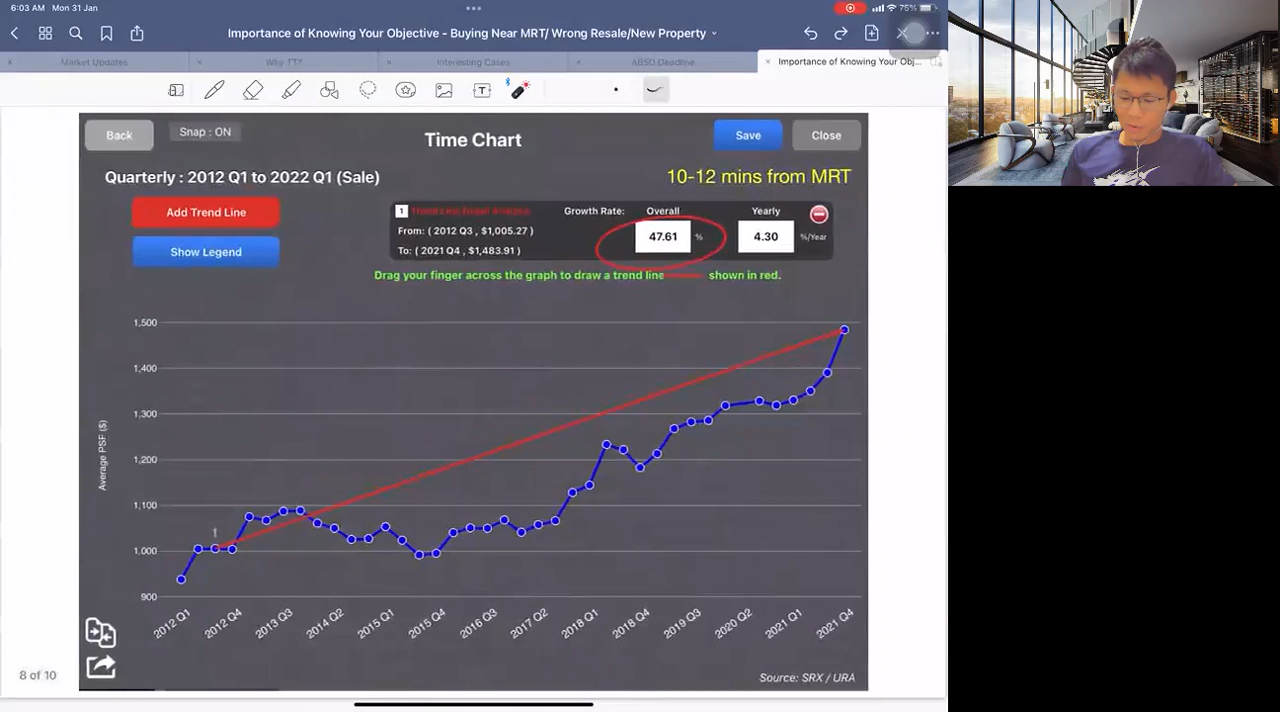 6:03 AM Mon 31 Jan
75%
Importance of Knowing Your Objective - Buying Near MRT/ Wrong Resale/New Property
Market Updates
Interesting Cases
ABSD Deadline
Importance of Knowing Your Obj...
Back
Snap : ON
Time Chart
Save
Close
Quarterly : 2012 Q1 to 2022 Q1 (Sale)
10-12 mins from MRT
Add Trend Line
Show Legend
1
Growth Rate:
Overall
Yearly
From: ( 2012 Q3 , $1,005.27 )
To: ( 2021 Q4 , $1,483.91 )
47.61 %
4.30 %/Year
Drag your finger across the graph to draw a trend line shown in red.
1,500
1,400
1,300
1,200
1,100
1,000
900
Average PSF ($)
1
2012 Q1
2012 Q4
2013 Q3
2014 Q2
2015 Q1
2015 Q4
2016 Q3
2017 Q2
2018 Q1
2018 Q4
2019 Q3
2020 Q2
2021 Q1
2021 Q4
8 of 10
Source: SRX / URA